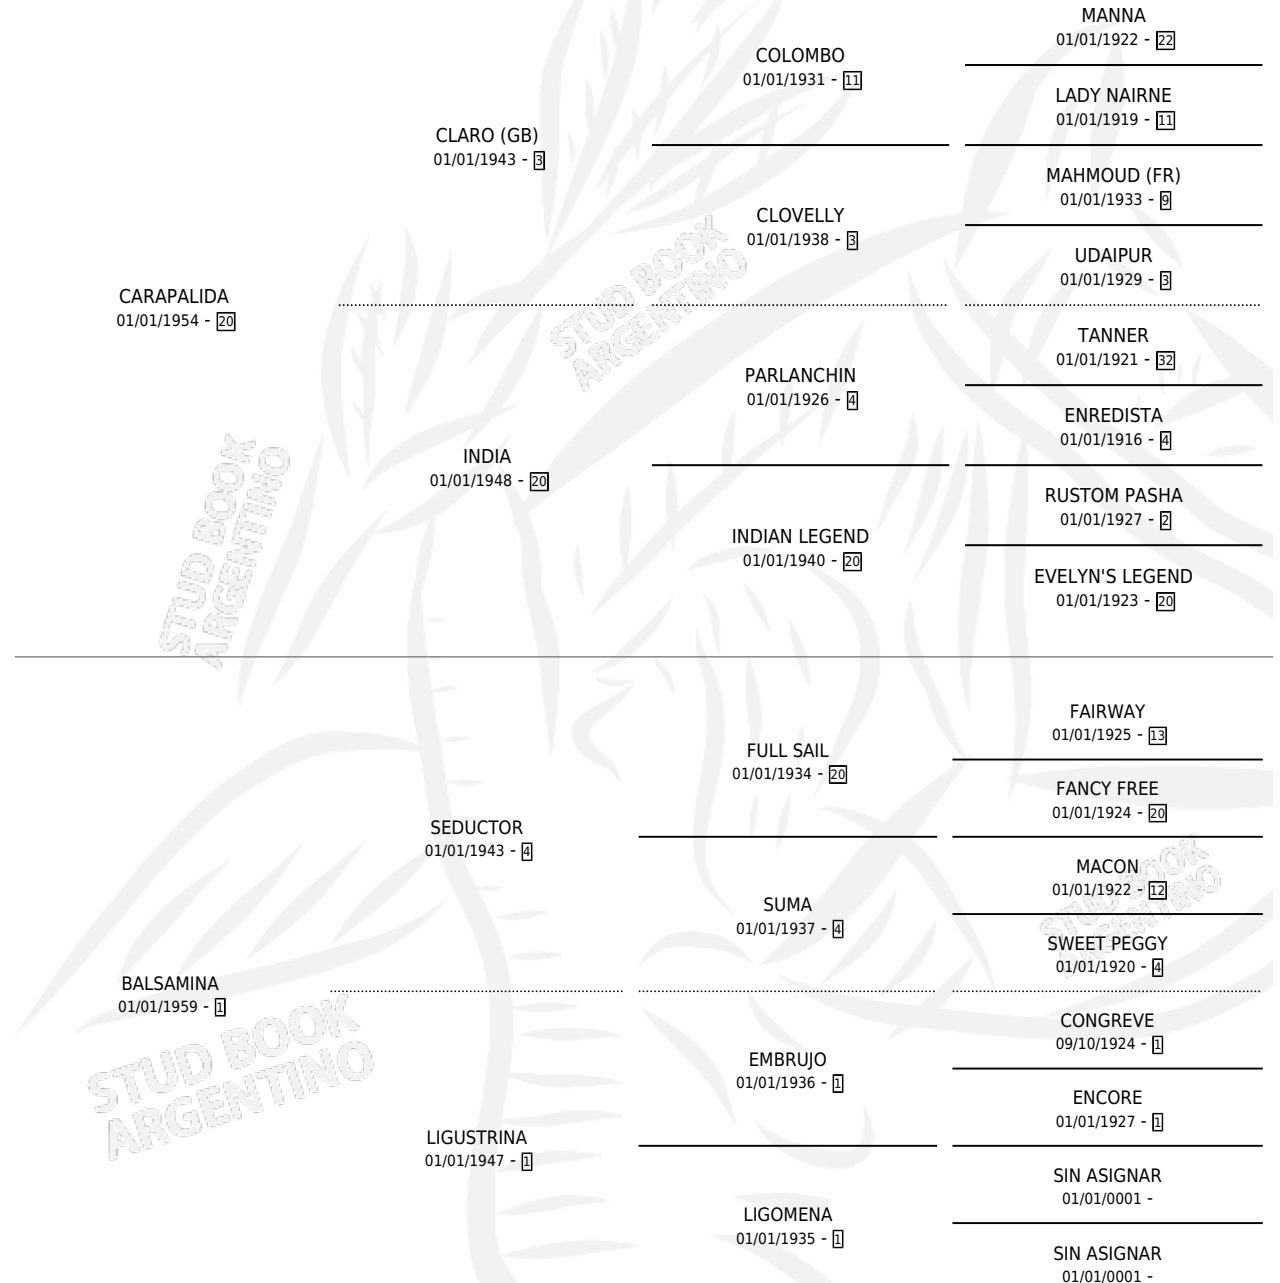 MANNA
01/01/1922 - 22
COLOMBO
01/01/1931 - 11
LADY NAIRNE
01/01/1919 - 11
CLARO (GB)
01/01/1943 - 3
MAHMOUD (FR)
01/01/1933 - 9
CLOVELLY
01/01/1938 - 3
UDAIPUR
01/01/1929 - 3
CARAPALIDA
01/01/1954 - 20
STUD BOOK
ARGENTINO
TANNER
01/01/1921 - 32
PARLANCHIN
01/01/1926 - 4
ENREDISTA
01/01/1916 - 4
INDIA
01/01/1948 - 20
RUSTOM PASHA
01/01/1927 - 2
INDIAN LEGEND
01/01/1940 - 20
EVELYN'S LEGEND
01/01/1923 - 20
STUD BOOK
ARGENTINO
FAIRWAY
01/01/1925 - 13
FULL SAIL
01/01/1934 - 20
FANCY FREE
01/01/1924 - 20
SEDUCTOR
01/01/1943 - 4
MACON
01/01/1922 - 12
SUMA
01/01/1937 - 4
SWEET PEGGY
01/01/1920 - 4
STUD BOOK
ARGENTINO
BALSAMINA
01/01/1959 - 1
CONGREVE
09/10/1924 - 1
EMBRUJO
01/01/1936 - 1
ENCORE
01/01/1927 - 1
STUD BOOK
ARGENTINO
LIGUSTRINA
01/01/1947 - 1
SIN ASIGNAR
01/01/0001 -
LIGOMENA
01/01/1935 - 1
SIN ASIGNAR
01/01/0001 -